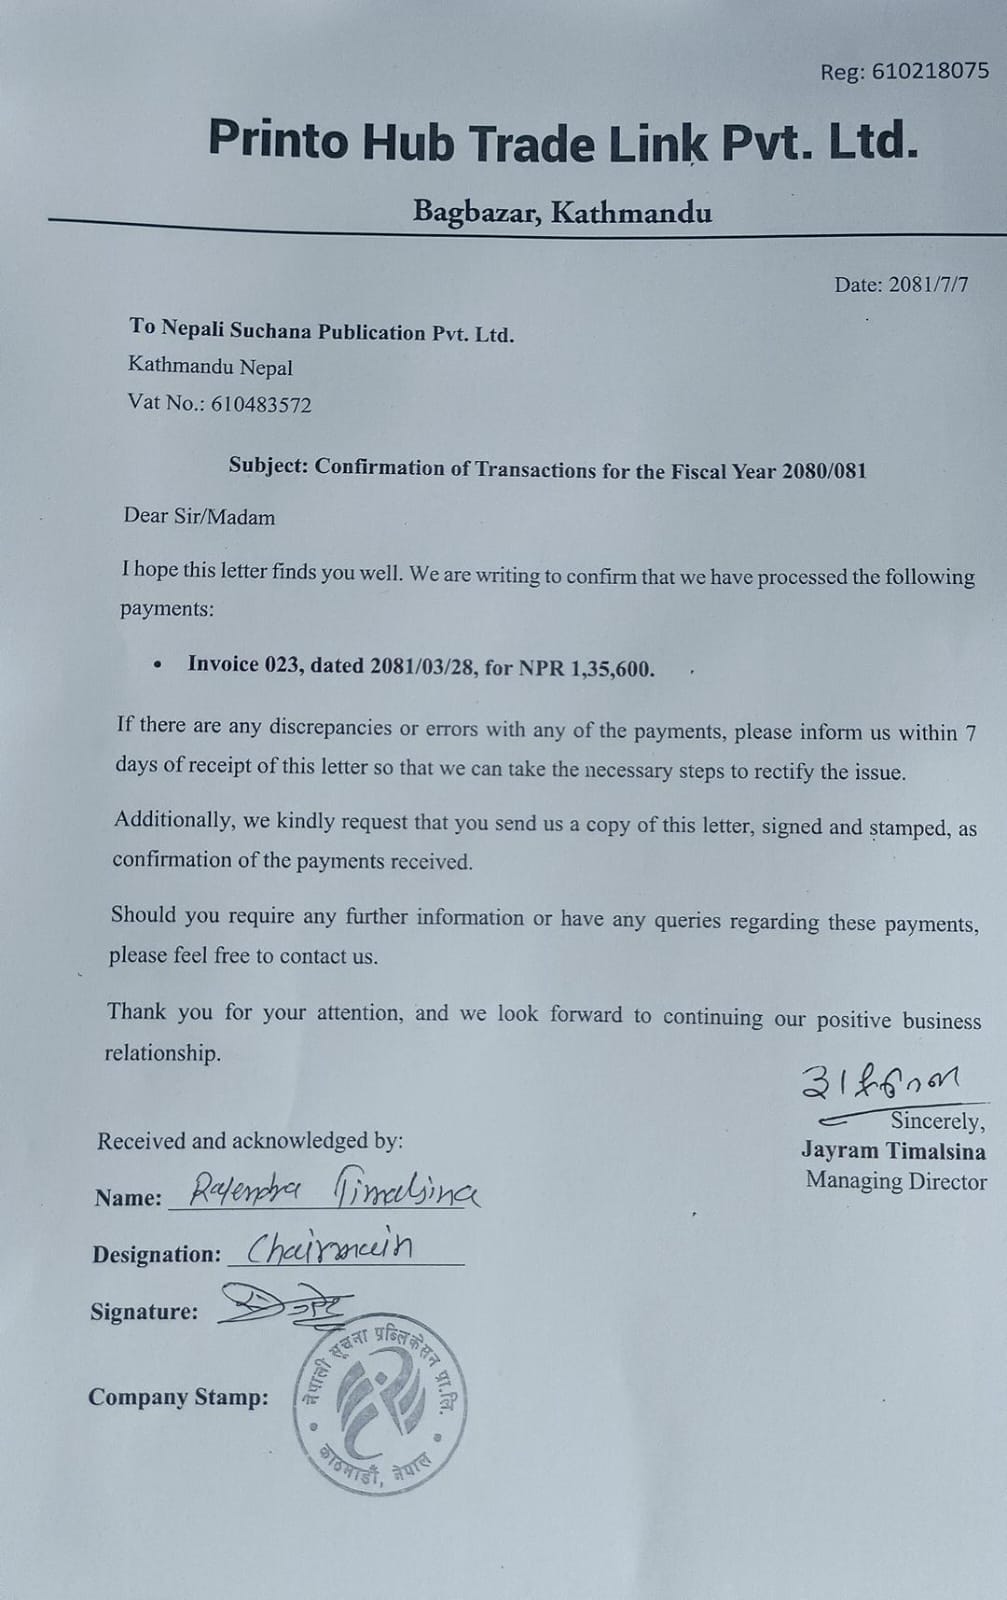 Reg: 610218075
Printo Hub Trade Link Pvt. Ltd.
Bagbazar, Kathmandu
Date: 2081/7/7
To Nepali Suchana Publication Pvt. Ltd.
Kathmandu Nepal
Vat No.: 610483572
Subject: Confirmation of Transactions for the Fiscal Year 2080/081
Dear Sir/Madam
I hope this letter finds you well. We are writing to confirm that we have processed the following
payments:
• Invoice 023, dated 2081/03/28, for NPR 1,35,600.
If there are any discrepancies or errors with any of the payments, please inform us within 7
days of receipt of this letter so that we can take the necessary steps to rectify the issue.
Additionally, we kindly request that you send us a copy of this letter, signed and stamped, as
confirmation of the payments received.
Should you require any further information or have any queries regarding these payments,
please feel free to contact us.
Thank you for your attention, and we look forward to continuing our positive business
relationship.
Sincerely,
Jayram Timalsina
Managing Director
Received and acknowledged by:
Name: Rajendra Timalsina
Designation: Chairman
Signature:
Company Stamp:
नेपाली सूचना पब्लिकेसन प्रा.लि.
काठमाडौं, नेपाल